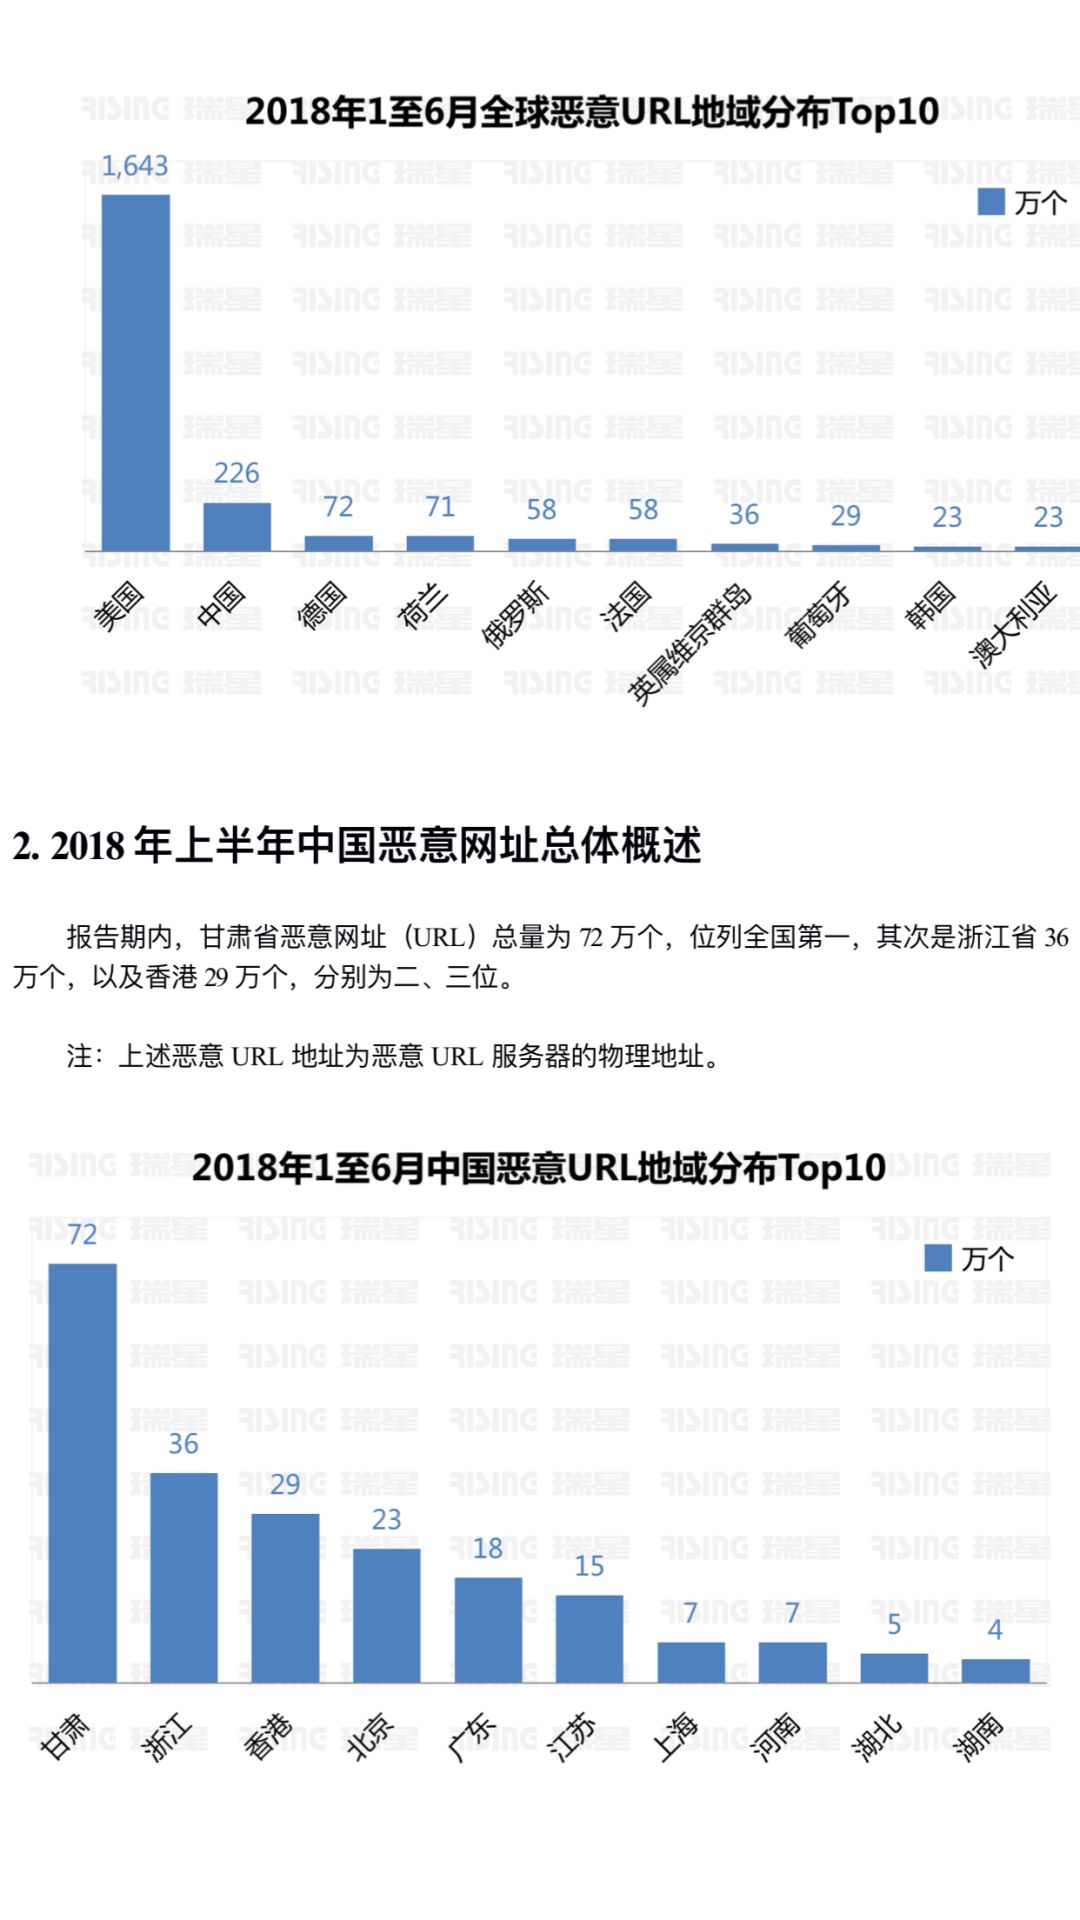 2018年1至6月全球恶意URL地域分布Top10
1,643
万个
226
72
71
58
58
36
29
23
23
美国
中国
德国
荷兰
俄罗斯
法国
英属维京群岛
葡萄牙
韩国
澳大利亚
2. 2018 年上半年中国恶意网址总体概述
报告期内，甘肃省恶意网址（URL）总量为 72 万个，位列全国第一，其次是浙江省 36
万个，以及香港 29 万个，分别为二、三位。
注：上述恶意 URL 地址为恶意 URL 服务器的物理地址。
2018年1至6月中国恶意URL地域分布Top10
72
万个
36
29
23
18
15
7
7
5
4
甘肃
浙江
香港
北京
广东
江苏
上海
河南
湖北
湖南
RISING 瑞星